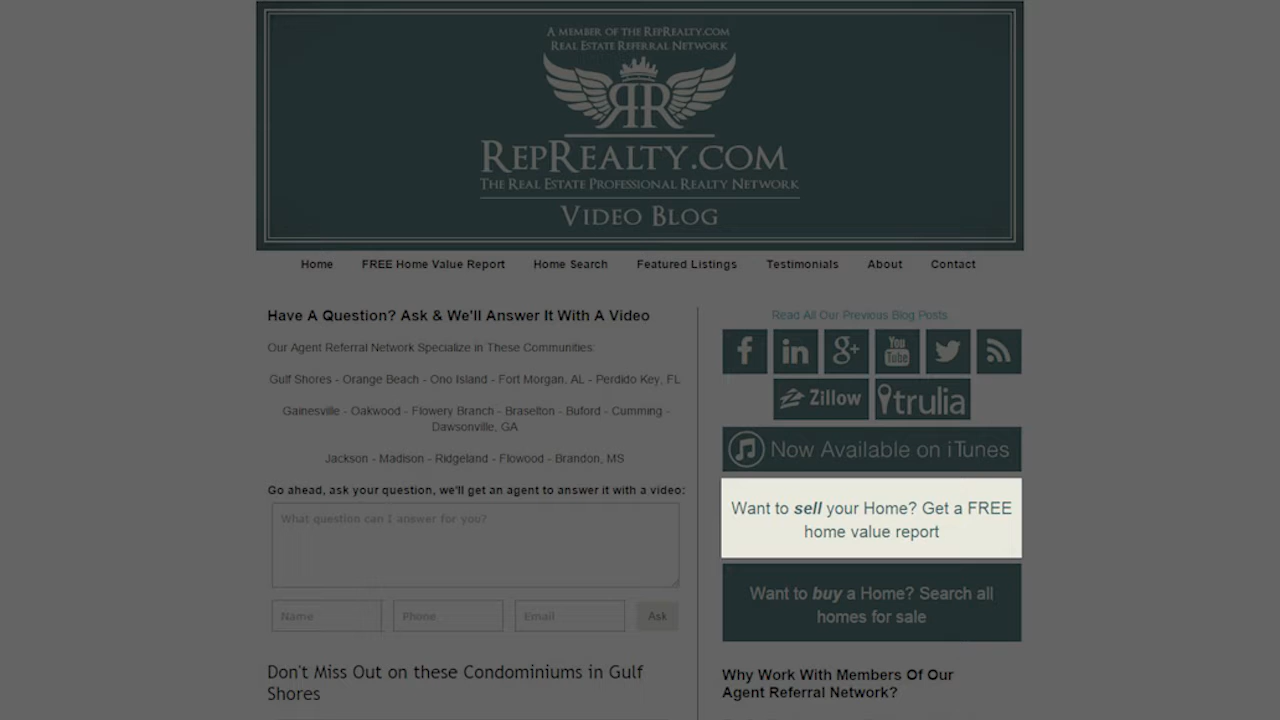 A MEMBER OF THE REPREALTY.COM
REAL ESTATE REFERRAL NETWORK
RR
REPREALTY.COM
THE REAL ESTATE PROFESSIONAL REALTY NETWORK
VIDEO BLOG
Home FREE Home Value Report Home Search Featured Listings Testimonials About Contact
Have A Question? Ask & We'll Answer It With A Video
Our Agent Referral Network Specialize in These Communities:
Gulf Shores - Orange Beach - Ono Island - Fort Morgan, AL - Perdido Key, FL
Gainesville - Oakwood - Flowery Branch - Braselton - Buford - Cumming -
Dawsonville, GA
Jackson - Madison - Ridgeland - Flowood - Brandon, MS
Go ahead, ask your question, we'll get an agent to answer it with a video:
What question can I answer for you?
Name Phone Email Ask
Don't Miss Out on these Condominiums in Gulf
Shores
Read All Our Previous Blog Posts
f in g+ You Tube
Zillow trulia
Now Available on iTunes
Want to sell your Home? Get a FREE
home value report
Want to buy a Home? Search all
homes for sale
Why Work With Members Of Our
Agent Referral Network?